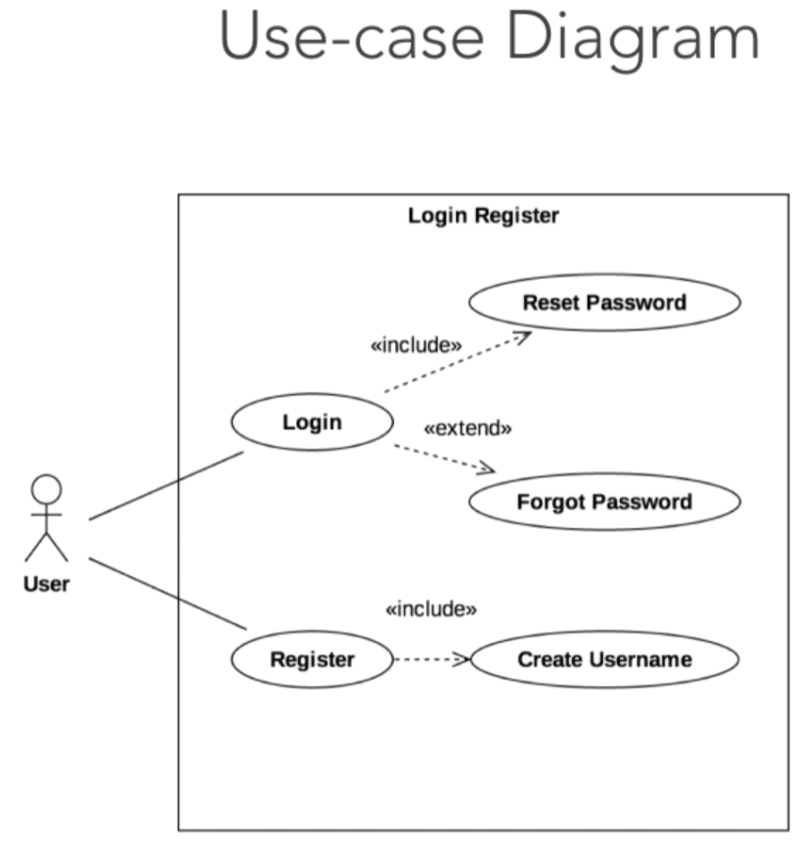 Use-case Diagram
Login Register
Reset Password
«include»
Login
«extend»
Forgot Password
User
«include»
Register
Create Username